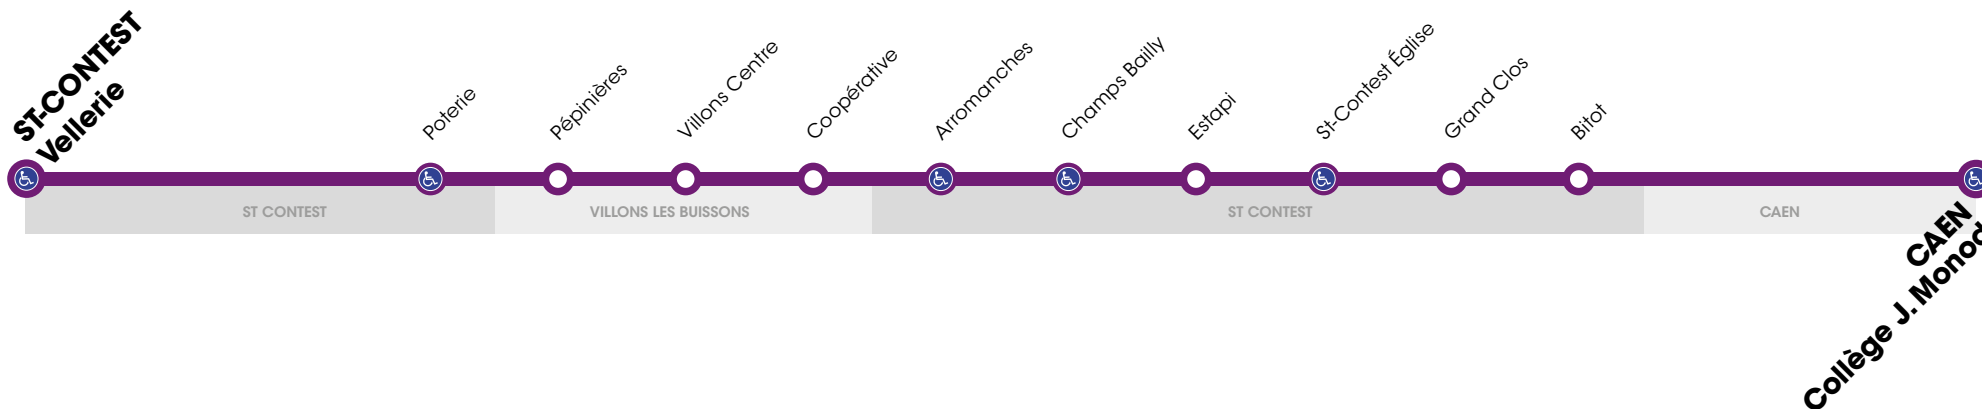 ST-CONTEST
Vellerie
Poterie
Pépinières
Villons Centre
Coopérative
Arromanches
Champs Bailly
Estapi
St-Contest Église
Grand Clos
Bitot
ST CONTEST
VILLONS LES BUISSONS
ST CONTEST
CAEN
CAEN
Collège J. Monod